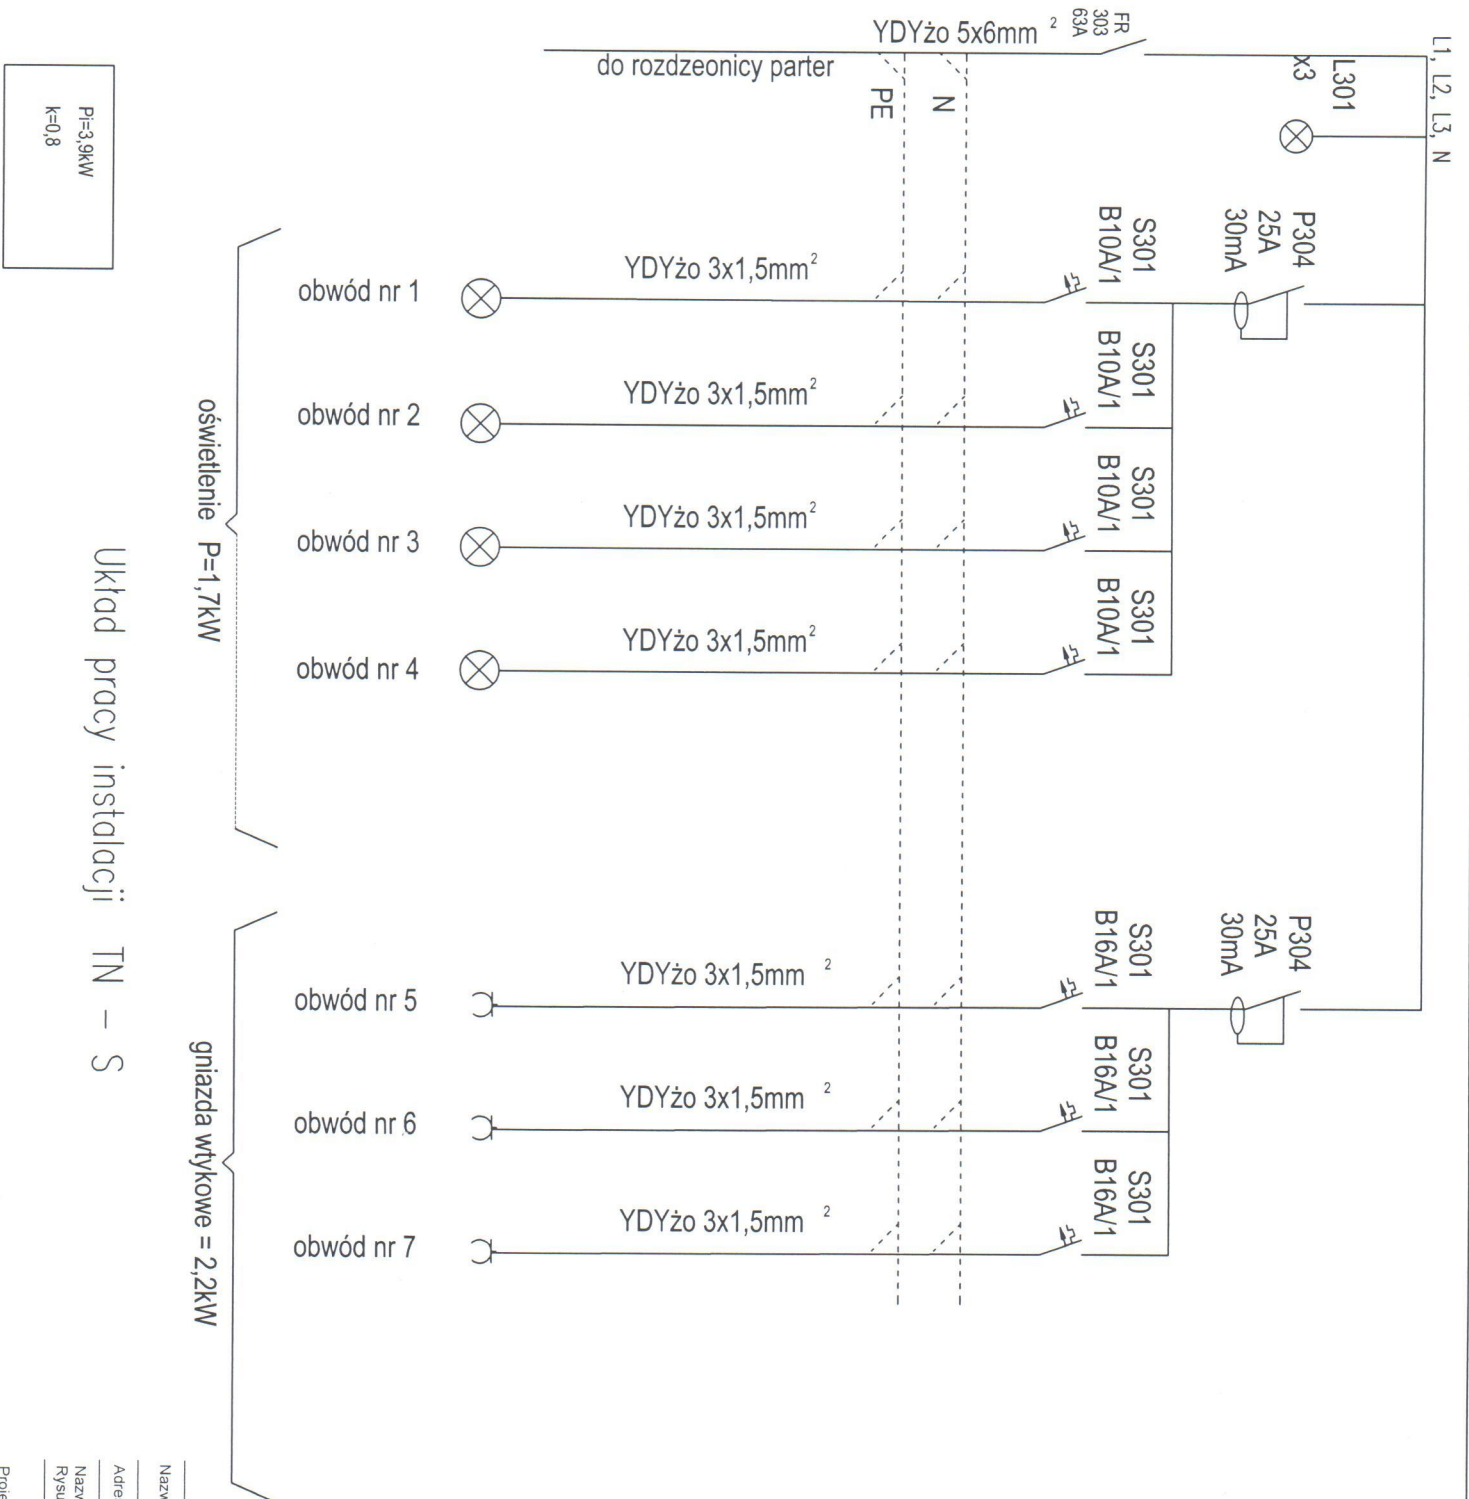 L1, L2, L3, N
YDYżo 5x6mm 2
FR
303
63A
do rozdzeonicy parter
L301
x3
PE
N
P304
25A
30mA
S301
B10A/1
YDYżo 3x1,5mm2
obwód nr 1
S301
B10A/1
YDYżo 3x1,5mm2
obwód nr 2
S301
B10A/1
YDYżo 3x1,5mm2
obwód nr 3
S301
B10A/1
YDYżo 3x1,5mm2
obwód nr 4
oświetlenie P=1,7kW
P304
25A
30mA
S301
B16A/1
YDYżo 3x1,5mm 2
obwód nr 5
S301
B16A/1
YDYżo 3x1,5mm 2
obwód nr 6
S301
B16A/1
YDYżo 3x1,5mm 2
obwód nr 7
gniazda wtykowe = 2,2kW
Pi=3,9kW
k=0,8
Układ pracy instalacji TN - S
Nazw
Adre
Nazw
Rysu
Proje